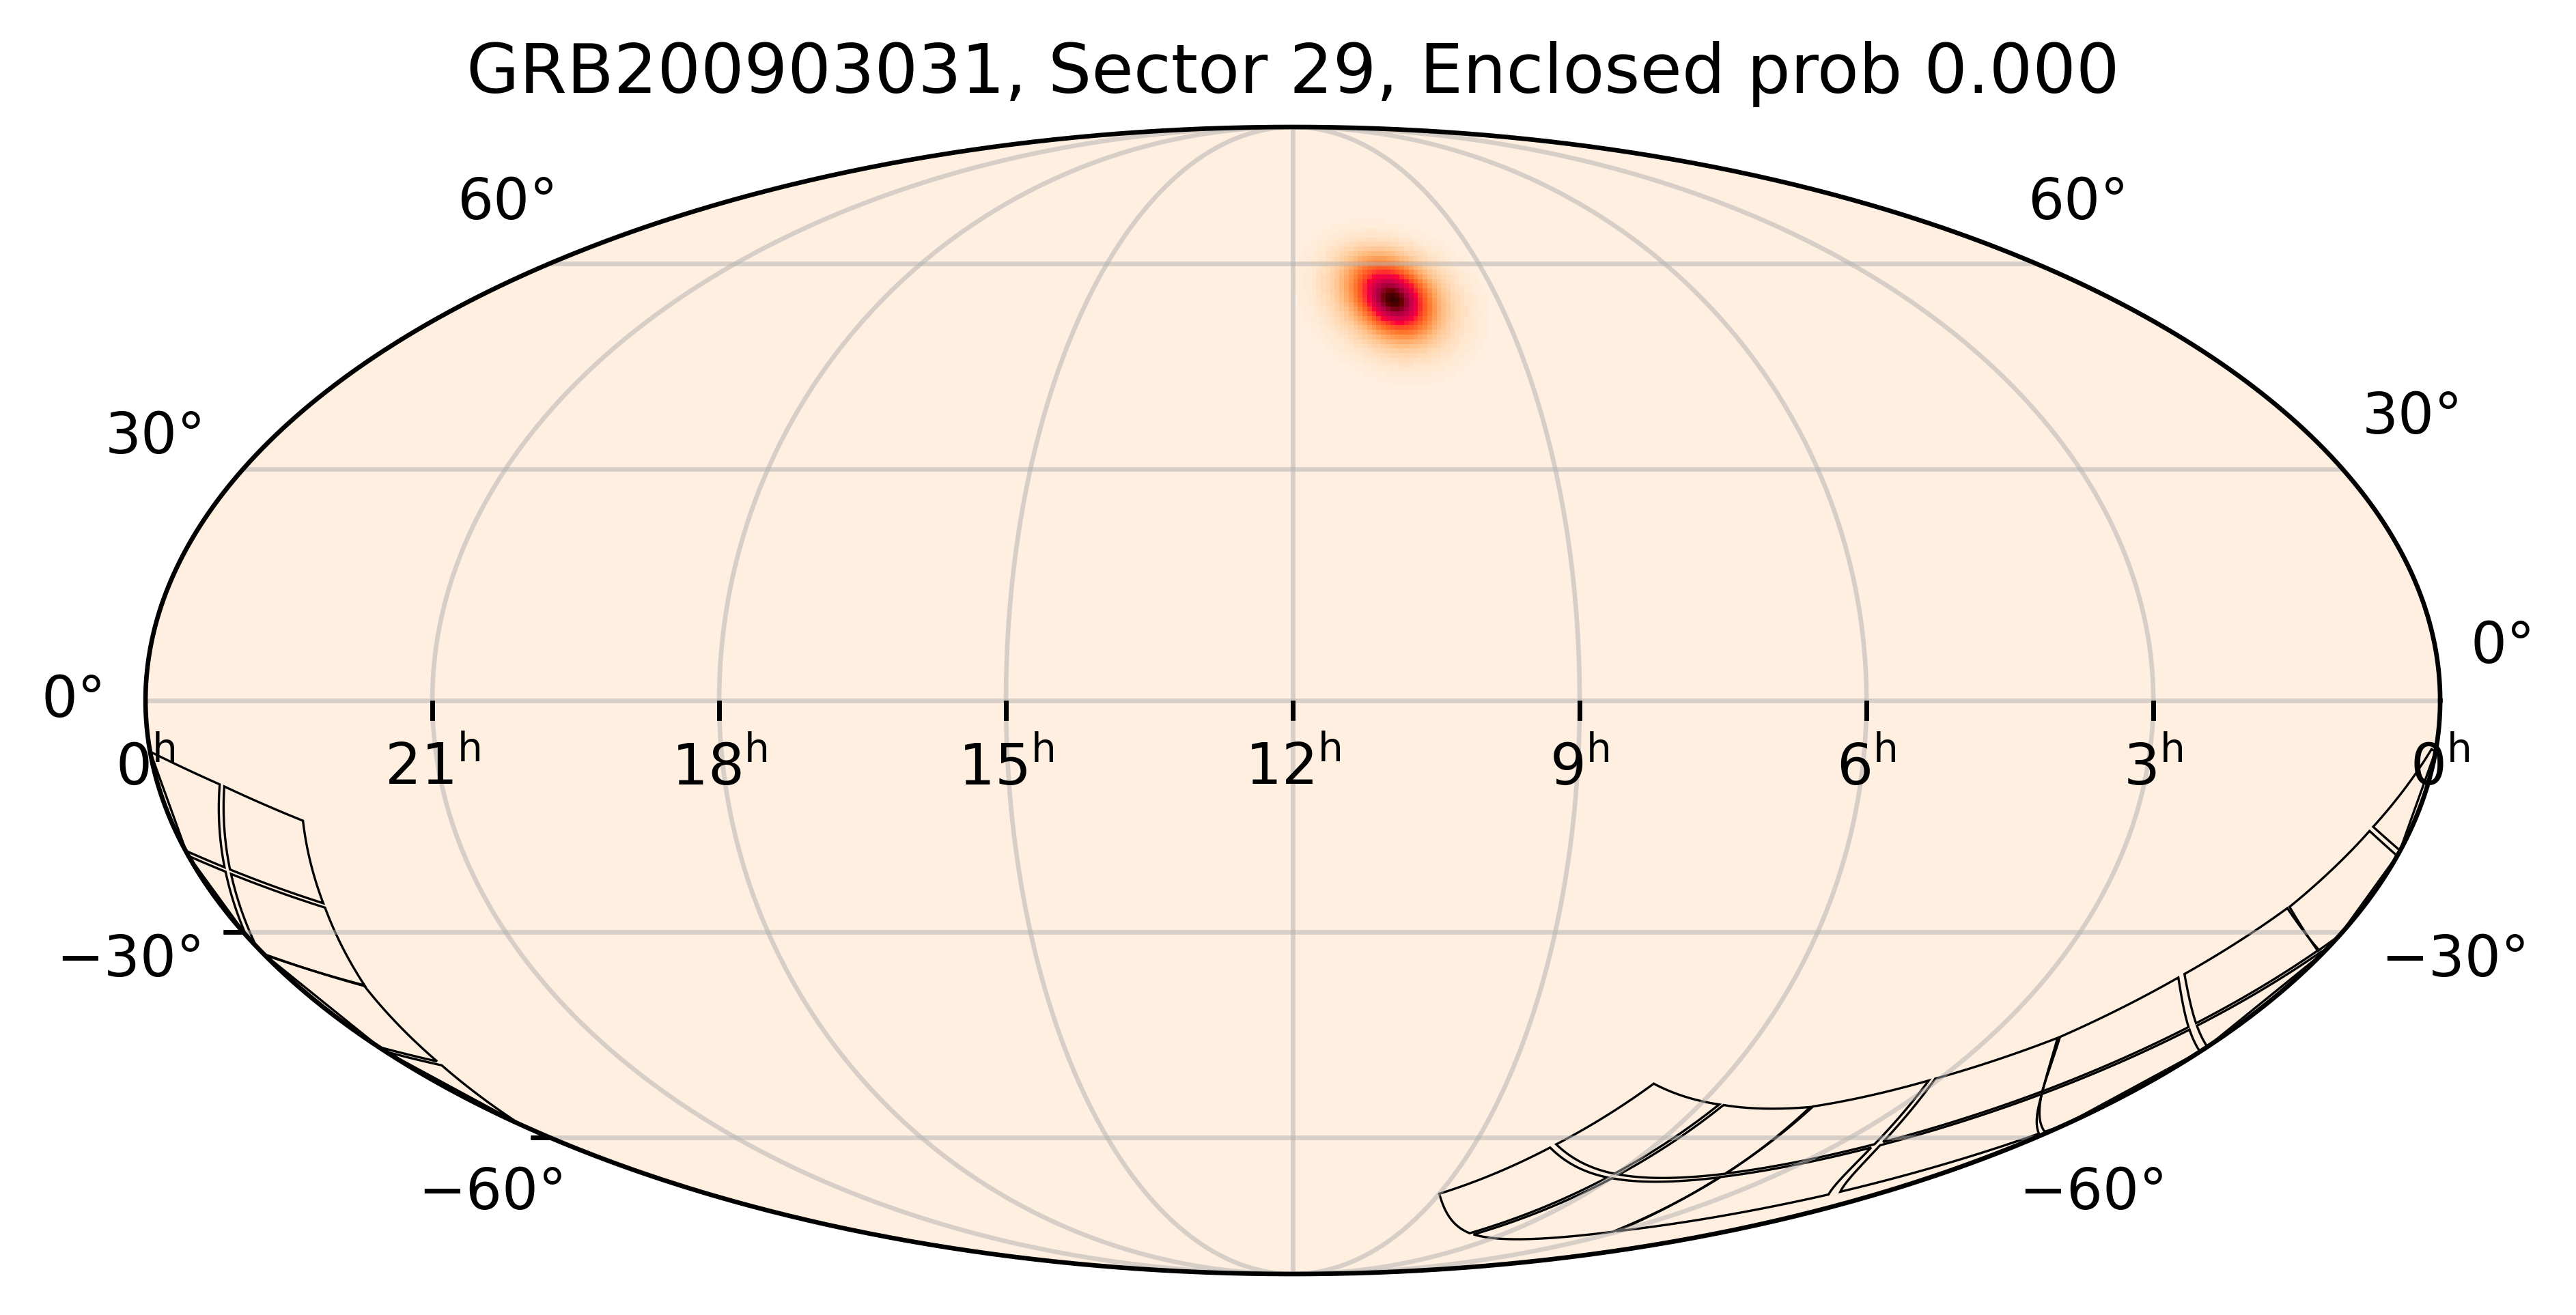 GRB200903031, Sector 29, Enclosed prob 0.000
60° 60°
30° 30°
0° 0°
0ʰ 21ʰ 18ʰ 15ʰ 12ʰ 9ʰ 6ʰ 3ʰ 0ʰ
−30° −30°
−60° −60°